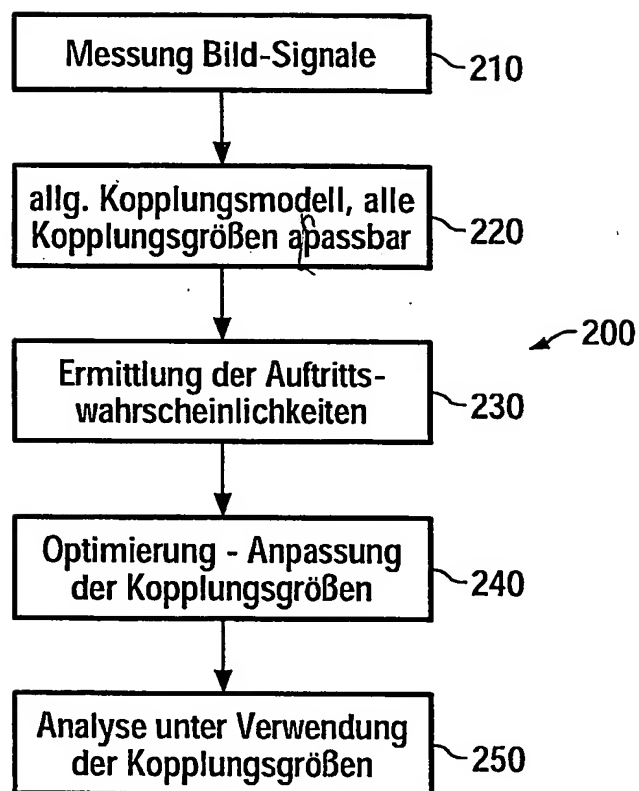 Messung Bild-Signale
210
allg. Kopplungsmodell, alle
Kopplungsgrößen apassbar
220
200
Ermittlung der Auftritts-
wahrscheinlichkeiten
230
Optimierung - Anpassung
der Kopplungsgrößen
240
Analyse unter Verwendung
der Kopplungsgrößen
250